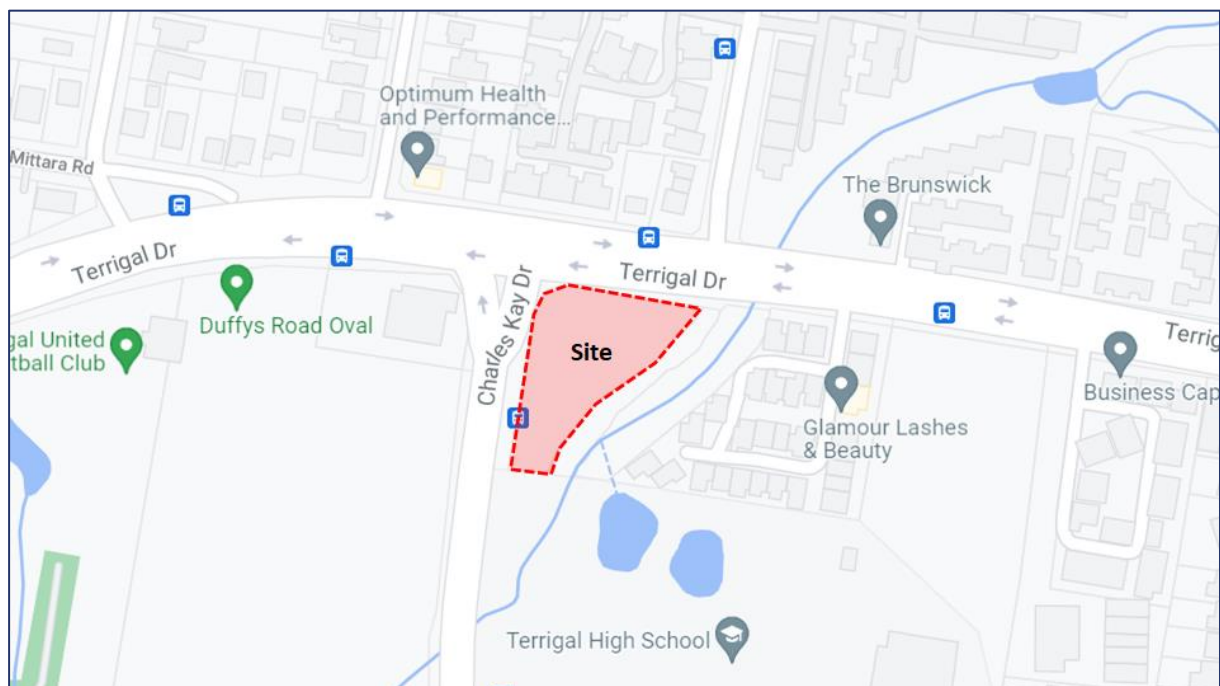 Optimum Health
and Performance...
Mittara Rd
The Brunswick
Terrigal Dr
Terrigal Dr
Terrig
Duffys Road Oval
gal United
tball Club
Charles Kay Dr
Site
Business Cap
Glamour Lashes
& Beauty
Terrigal High School